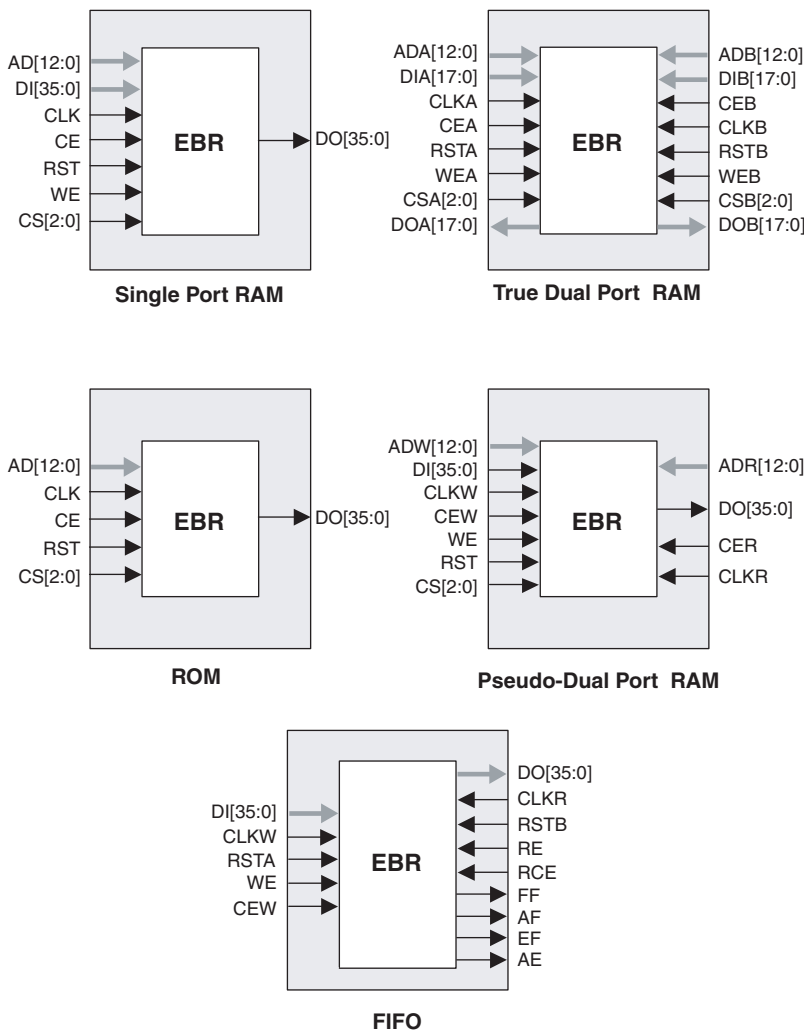 AD[12:0]
DI[35:0]
CLK
CE
RST
WE
CS[2:0]
EBR
DO[35:0]
Single Port RAM
ADA[12:0]
DIA[17:0]
CLKA
CEA
RSTA
WEA
CSA[2:0]
DOA[17:0]
EBR
ADB[12:0]
DIB[17:0]
CEB
CLKB
RSTB
WEB
CSB[2:0]
DOB[17:0]
True Dual Port RAM
AD[12:0]
CLK
CE
RST
CS[2:0]
EBR
DO[35:0]
ROM
ADW[12:0]
DI[35:0]
CLKW
CEW
WE
RST
CS[2:0]
EBR
ADR[12:0]
DO[35:0]
CER
CLKR
Pseudo-Dual Port RAM
DI[35:0]
CLKW
RSTA
WE
CEW
EBR
DO[35:0]
CLKR
RSTB
RE
RCE
FF
AF
EF
AE
FIFO